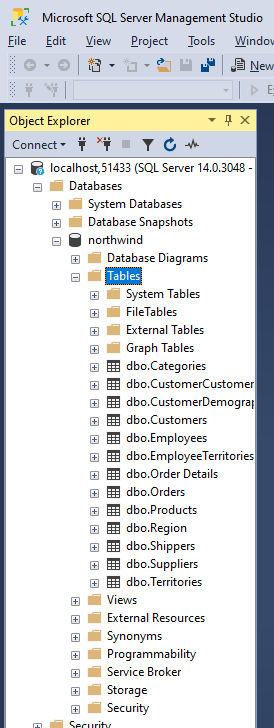 Microsoft SQL Server Management Studio
File Edit View Project Tools Window
New
Object Explorer
Connect
localhost,51433 (SQL Server 14.0.3048 -
Databases
System Databases
Database Snapshots
northwind
Database Diagrams
Tables
System Tables
FileTables
External Tables
Graph Tables
dbo.Categories
dbo.CustomerCustomer
dbo.CustomerDemogra
dbo.Customers
dbo.Employees
dbo.EmployeeTerritories
dbo.Order Details
dbo.Orders
dbo.Products
dbo.Region
dbo.Shippers
dbo.Suppliers
dbo.Territories
Views
External Resources
Synonyms
Programmability
Service Broker
Storage
Security
Security